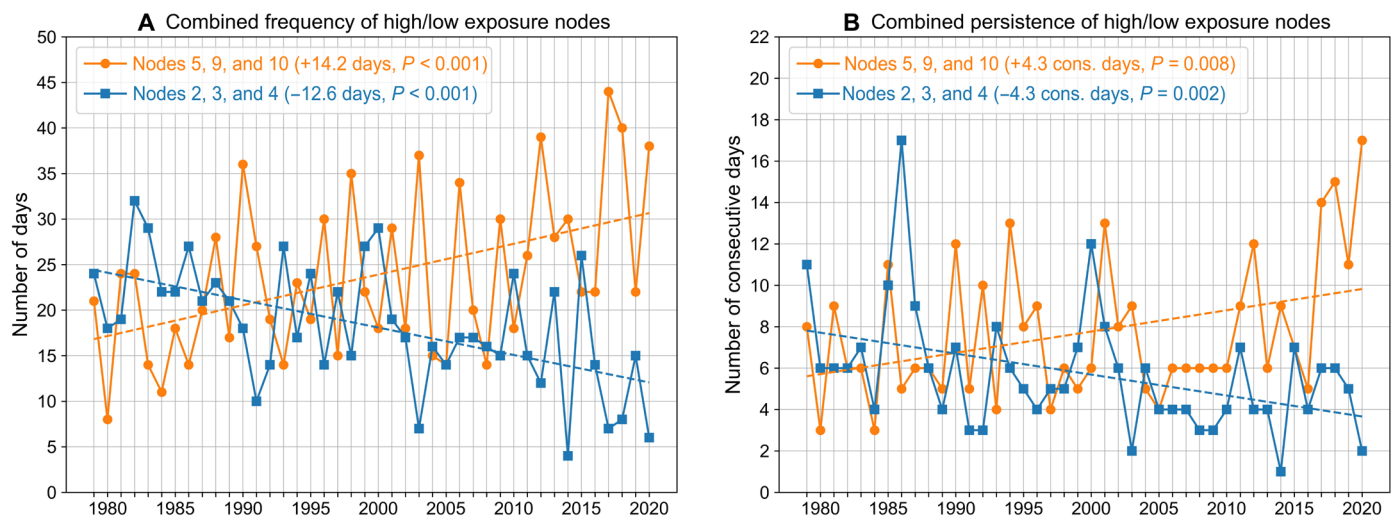 A Combined frequency of high/low exposure nodes
Number of days
50
45
40
35
30
25
20
15
10
5
0
Nodes 5, 9, and 10 (+14.2 days, P < 0.001)
Nodes 2, 3, and 4 (−12.6 days, P < 0.001)
1980 1985 1990 1995 2000 2005 2010 2015 2020
B Combined persistence of high/low exposure nodes
Number of consecutive days
22
20
18
16
14
12
10
8
6
4
2
0
Nodes 5, 9, and 10 (+4.3 cons. days, P = 0.008)
Nodes 2, 3, and 4 (−4.3 cons. days, P = 0.002)
1980 1985 1990 1995 2000 2005 2010 2015 2020